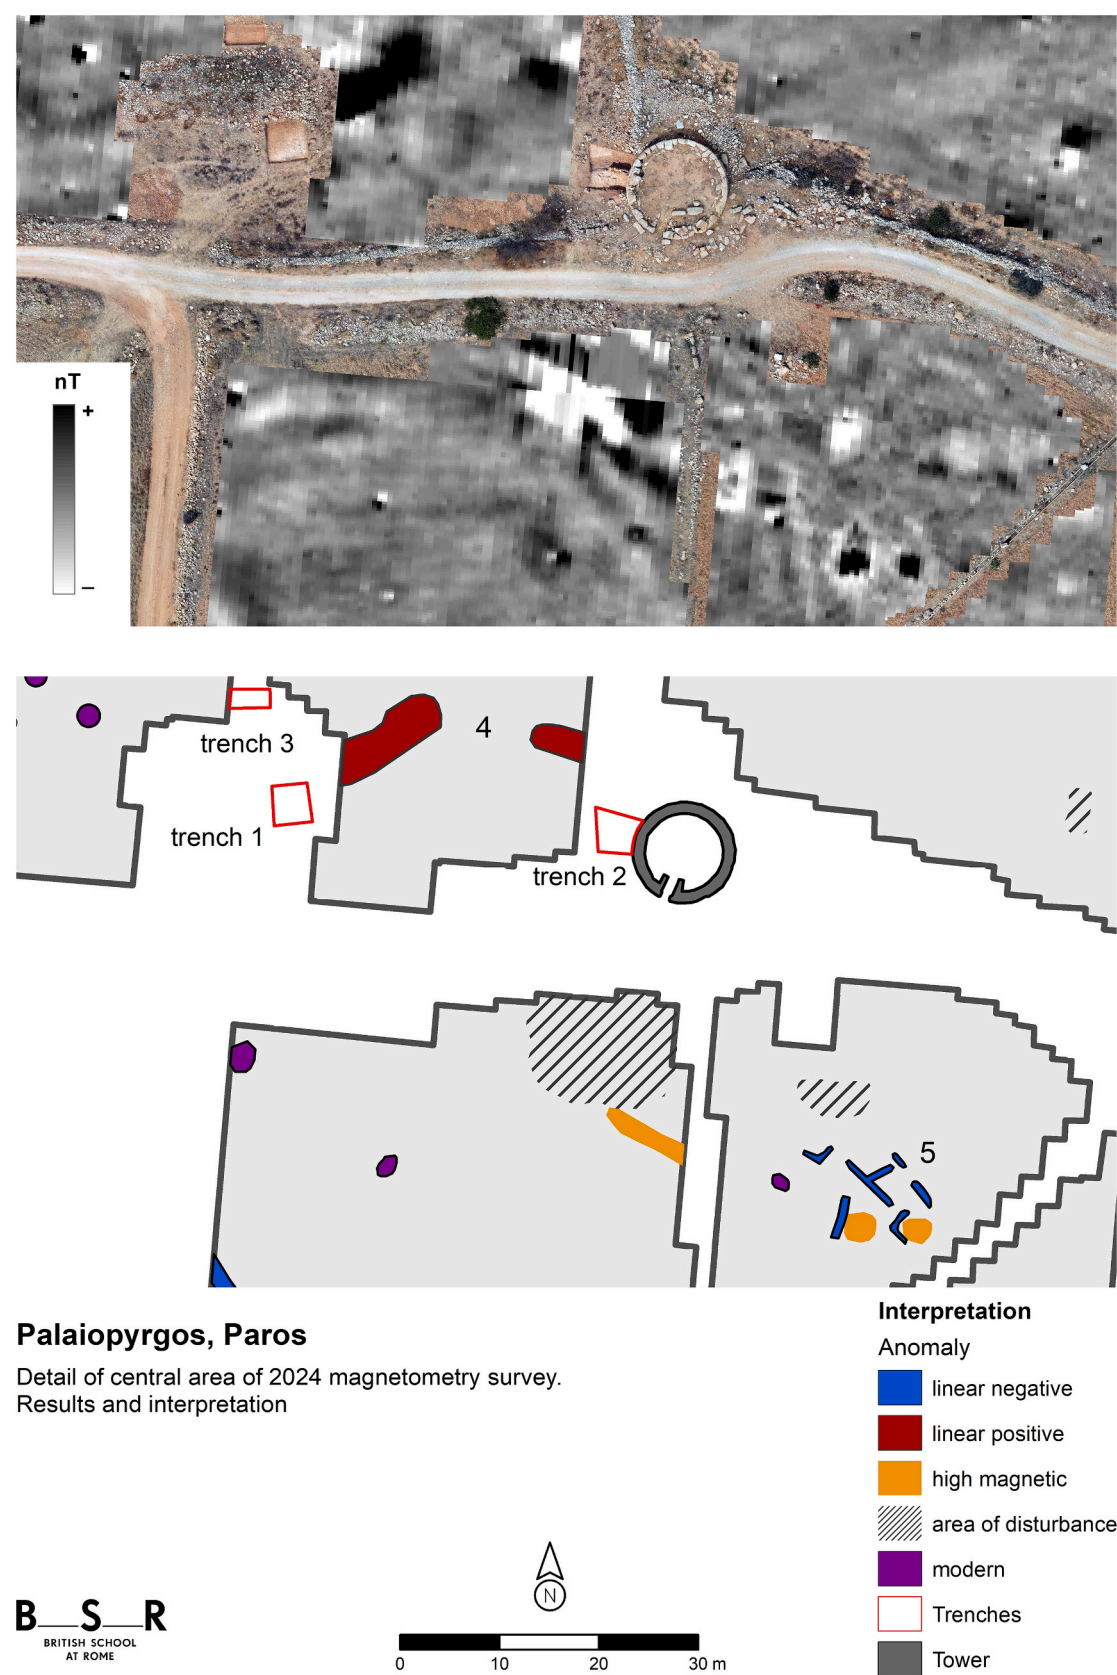 nT
+
–
4
trench 3
trench 1
trench 2
5
Palaiopyrgos, Paros
Detail of central area of 2024 magnetometry survey.
Results and interpretation
Interpretation
Anomaly
linear negative
linear positive
high magnetic
area of disturbance
modern
Trenches
Tower
N
0 10 20 30 m
B__S__R
BRITISH SCHOOL
AT ROME